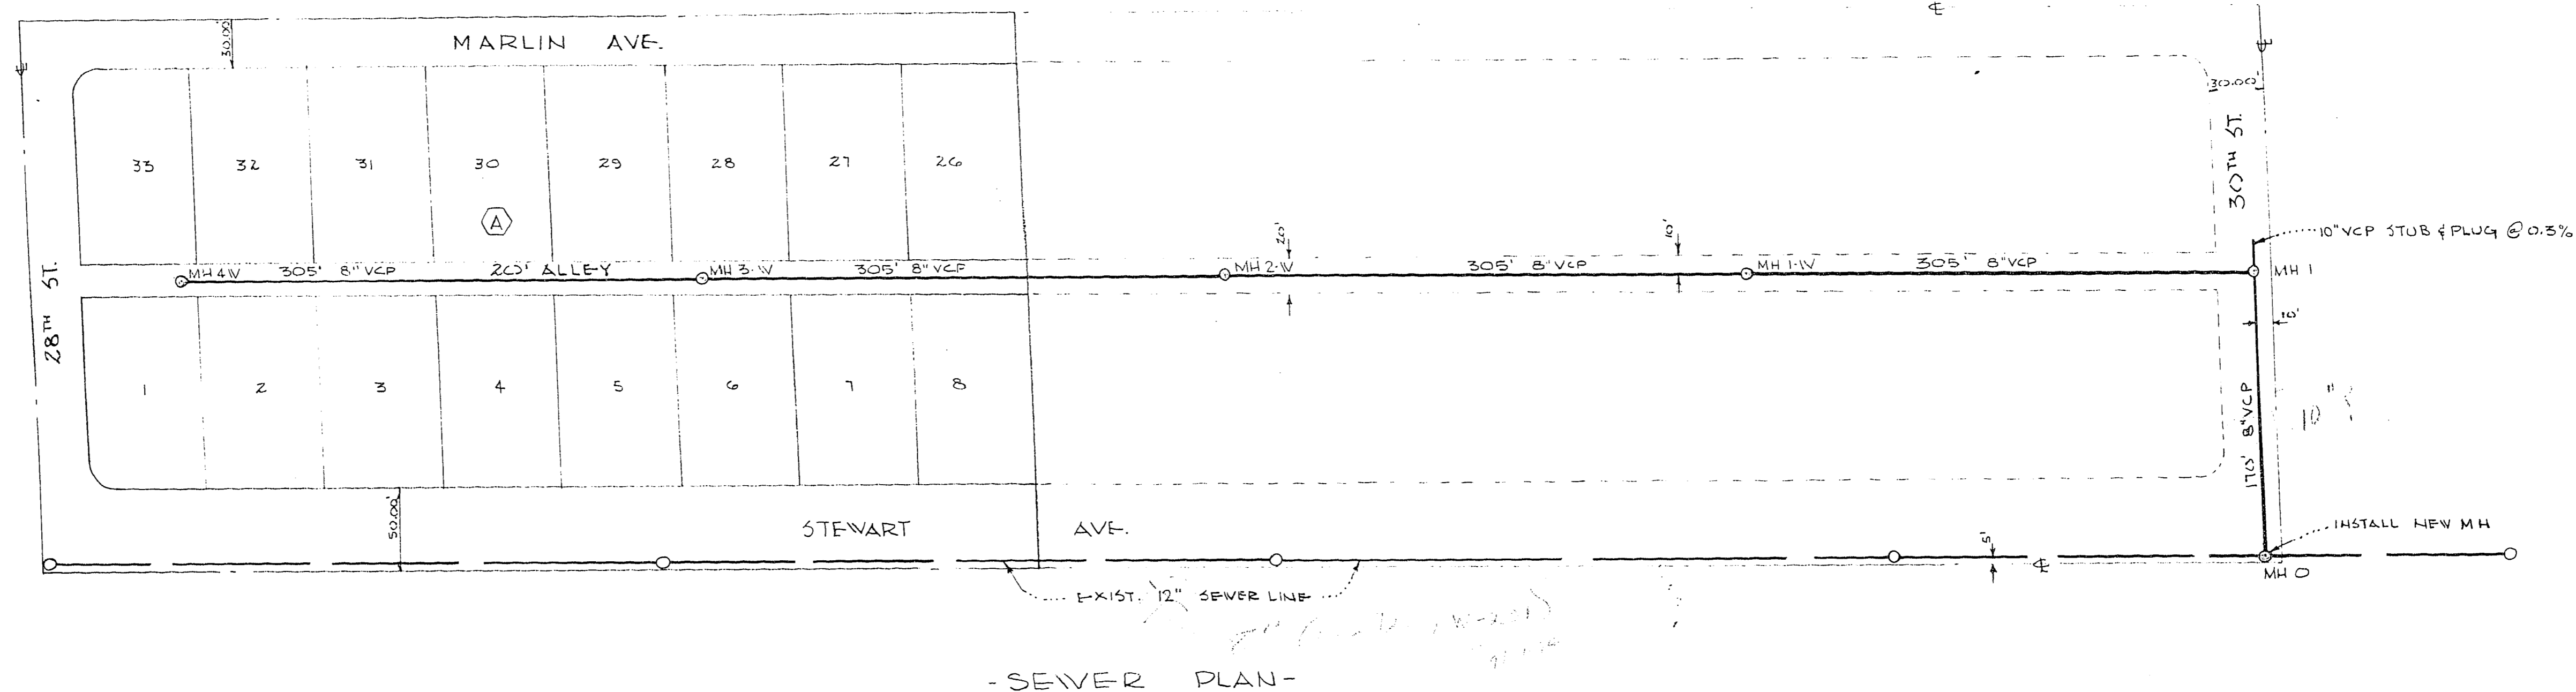 ℄
30.00'
MARLIN AVE.
℄
℄
30.00'
30TH ST.
33
32
31
30
29
28
27
26
A
20'
10'
10" VCP STUB & PLUG @ 0.3%
MH 4-W
305' 8" VCP
20' ALLEY
MH 3-W
305' 8" VCP
MH 2-W
305' 8" VCP
MH 1-W
305' 8" VCP
MH 1
28TH ST.
10'
1
2
3
4
5
6
7
8
170' 8" VCP
10"?
50.00'
STEWART AVE.
5'
INSTALL NEW MH
℄
MH 0
EXIST. 12" SEWER LINE
-SEWER PLAN-